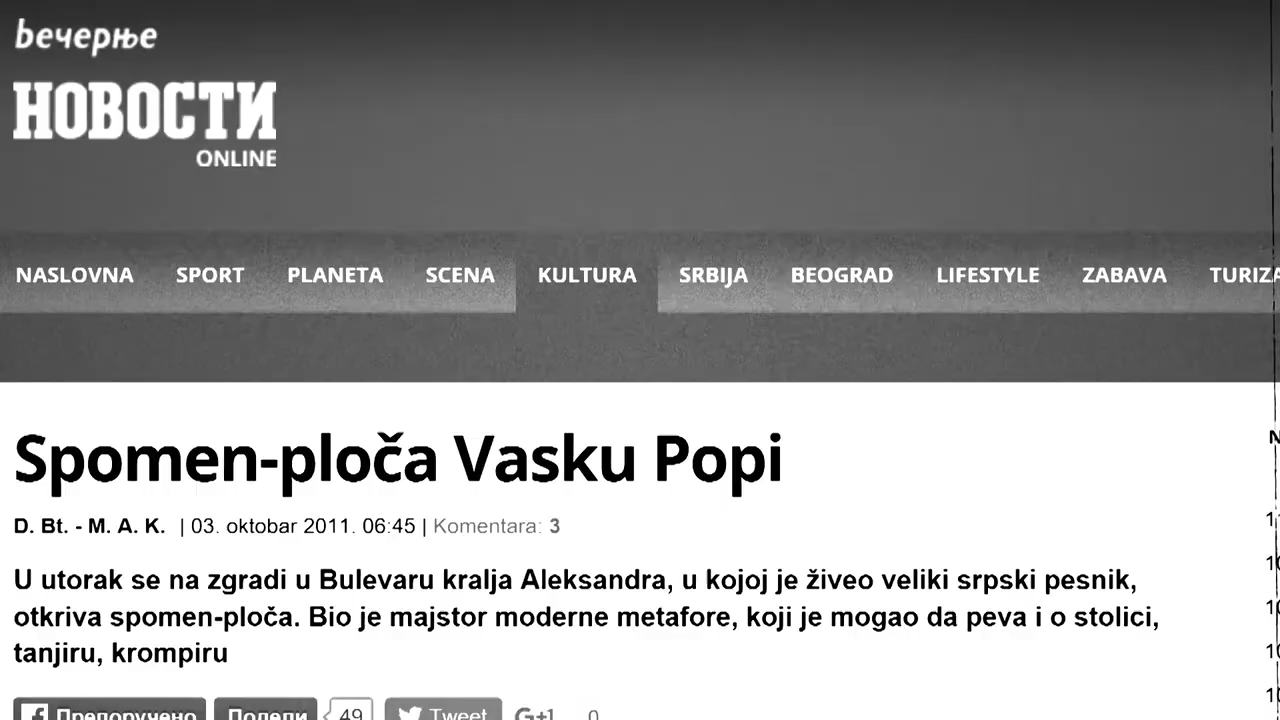 вечерње
НОВОСТИ
ONLINE
NASLOVNA SPORT PLANETA SCENA KULTURA SRBIJA BEOGRAD LIFESTYLE ZABAVA
Spomen-ploča Vasku Popi
D. Bt. - M. A. K. | 03. oktobar 2011. 06:45 | Komentara: 3
U utorak se na zgradi u Bulevaru kralja Aleksandra, u kojoj je živeo veliki srpski pesnik,
otkriva spomen-ploča. Bio je majstor moderne metafore, koji je mogao da peva i o stolici,
tanjiru, krompiru
Препоручено Подели 49 Tweet G+1 0